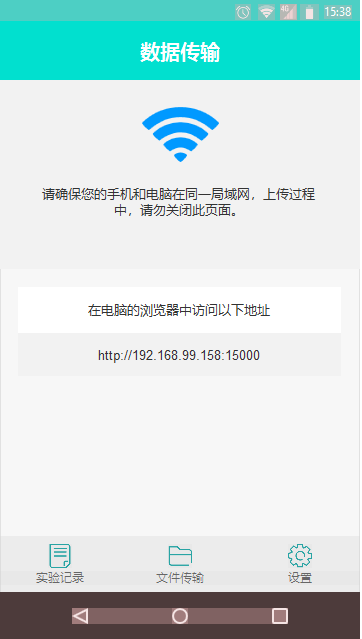 4G 15:38
数据传输
请确保您的手机和电脑在同一局域网，上传过程
中，请勿关闭此页面。
在电脑的浏览器中访问以下地址
http://192.168.99.158:15000
实验记录 文件传输 设置